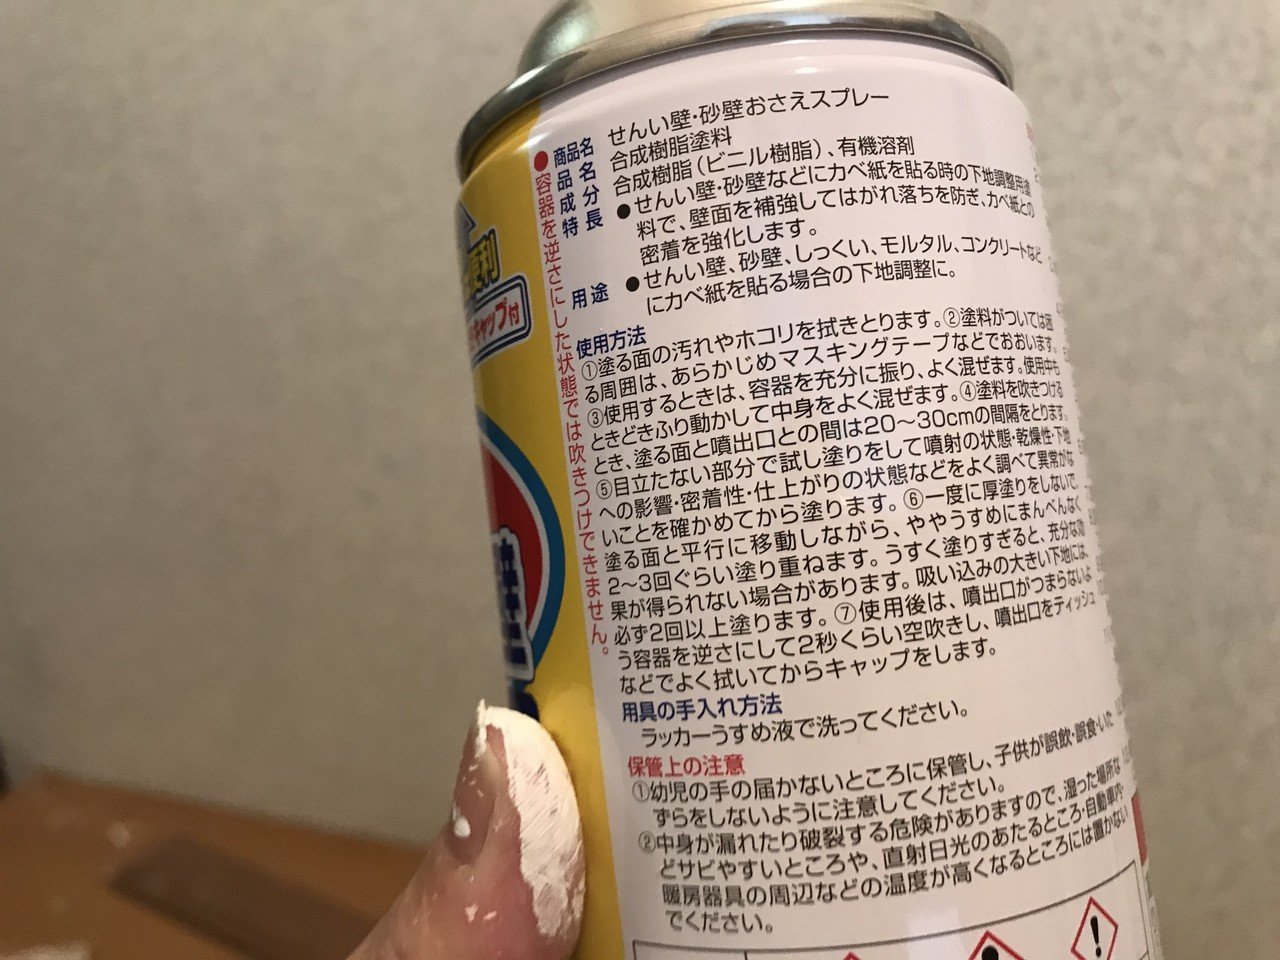 商品名 せんい壁・砂壁おさえスプレー
品名 合成樹脂塗料
成分 合成樹脂(ビニル樹脂)、有機溶剤
特長 ●せんい壁・砂壁などにカベ紙を貼る時の下地調整用塗
料で、壁面を補強してはがれ落ちを防ぎ、カベ紙との
密着を強化します。
用途 ●せんい壁、砂壁、しっくい、モルタル、コンクリートなど
にカベ紙を貼る場合の下地調整に。
使用方法
①塗る面の汚れやホコリを拭きとります。②塗料がついては困
る周囲は、あらかじめマスキングテープなどでおおいます。
③使用するときは、容器を充分に振り、よく混ぜます。使用中も
ときどきふり動かして中身をよく混ぜます。④塗料を吹きつける
とき、塗る面と噴出口との間は20〜30cmの間隔をとります。
⑤目立たない部分で試し塗りをして噴射の状態・乾燥性・下地
への影響・密着性・仕上がりの状態などをよく調べて異常がな
いことを確かめてから塗ります。⑥一度に厚塗りをしないで、
塗る面と平行に移動しながら、ややうすめにまんべんなく
2〜3回ぐらい塗り重ねます。うすく塗りすぎると、充分な効
果が得られない場合があります。吸い込みの大きい下地には、
必ず2回以上塗ります。⑦使用後は、噴出口がつまらないよ
う容器を逆さにして2秒くらい空吹きし、噴出口をティッシュ
などでよく拭いてからキャップをします。
用具の手入れ方法
ラッカーうすめ液で洗ってください。
保管上の注意
①幼児の手の届かないところに保管し、子供が誤飲・誤食・いた
ずらをしないように注意してください。
②中身が漏れたり破裂する危険がありますので、湿った場所な
どサビやすいところや、直射日光のあたるところ・自動車内・
暖房器具の周辺などの温度が高くなるところには置かない
でください。
●容器を逆さにした状態では吹きつけできません。
便利
キャップ付